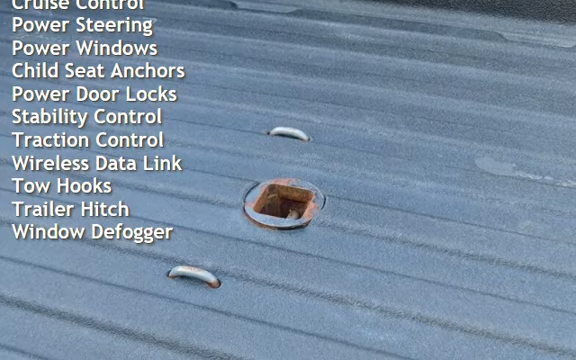 Cruise Control
Power Steering
Power Windows
Child Seat Anchors
Power Door Locks
Stability Control
Traction Control
Wireless Data Link
Tow Hooks
Trailer Hitch
Window Defogger